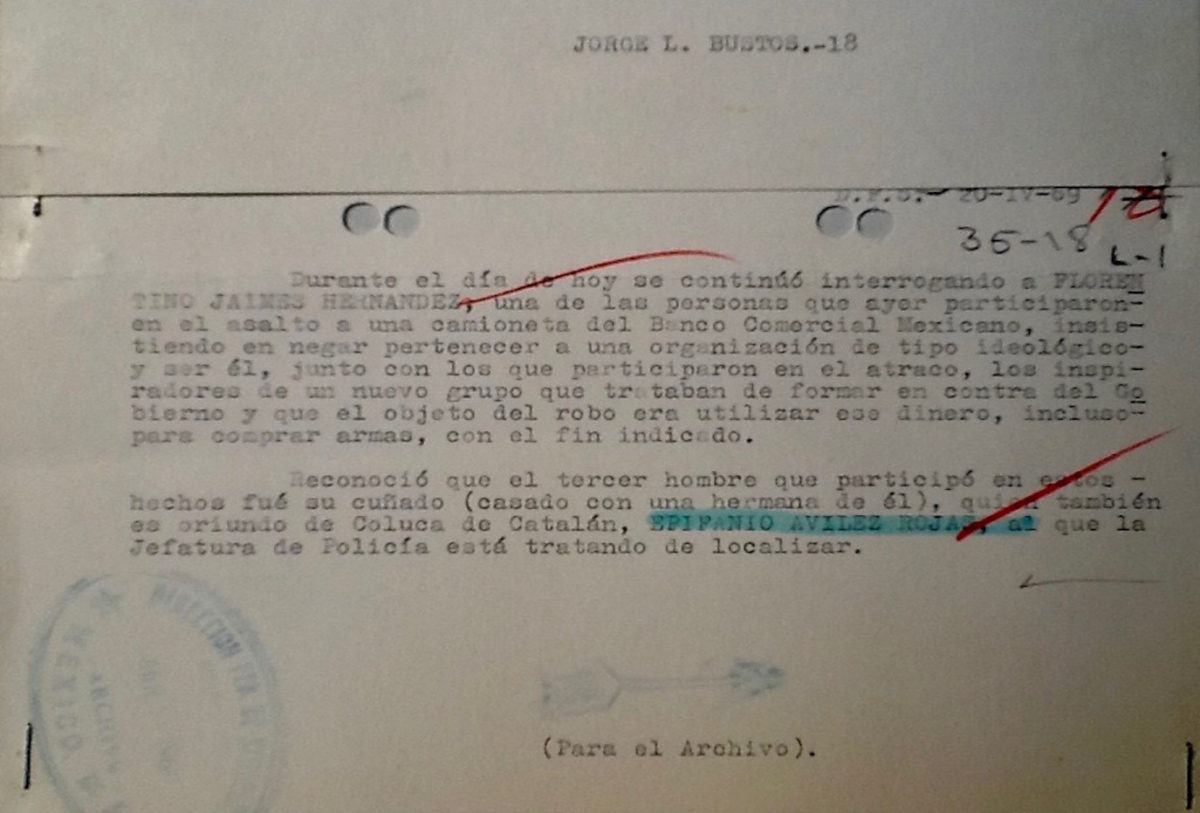 JORGE L. BUSTOS.-18
D.F.S.- 20-IV-69
35-18
L-1
Durante el día de hoy se continúó interrogando a FLOREN
TINO JAIMES HERNANDEZ, una de las personas que ayer participaron-
en el asalto a una camioneta del Banco Comercial Mexicano, insis-
tiendo en negar pertenecer a una organización de tipo ideológico-
y ser él, junto con los que participaron en el atraco, los inspi-
radores de un nuevo grupo que trataban de formar en contra del Go
bierno y que el objeto del robo era utilizar ese dinero, incluso-
para comprar armas, con el fin indicado.
Reconoció que el tercer hombre que participó en estos -
hechos fué su cuñado (casado con una hermana de él), quien también
es oriundo de Coluca de Catalán, EPIFANIO AVILEZ ROJAS, al que la
Jefatura de Policía está tratando de localizar.
DIRECCION
MEXICO
(Para el Archivo).